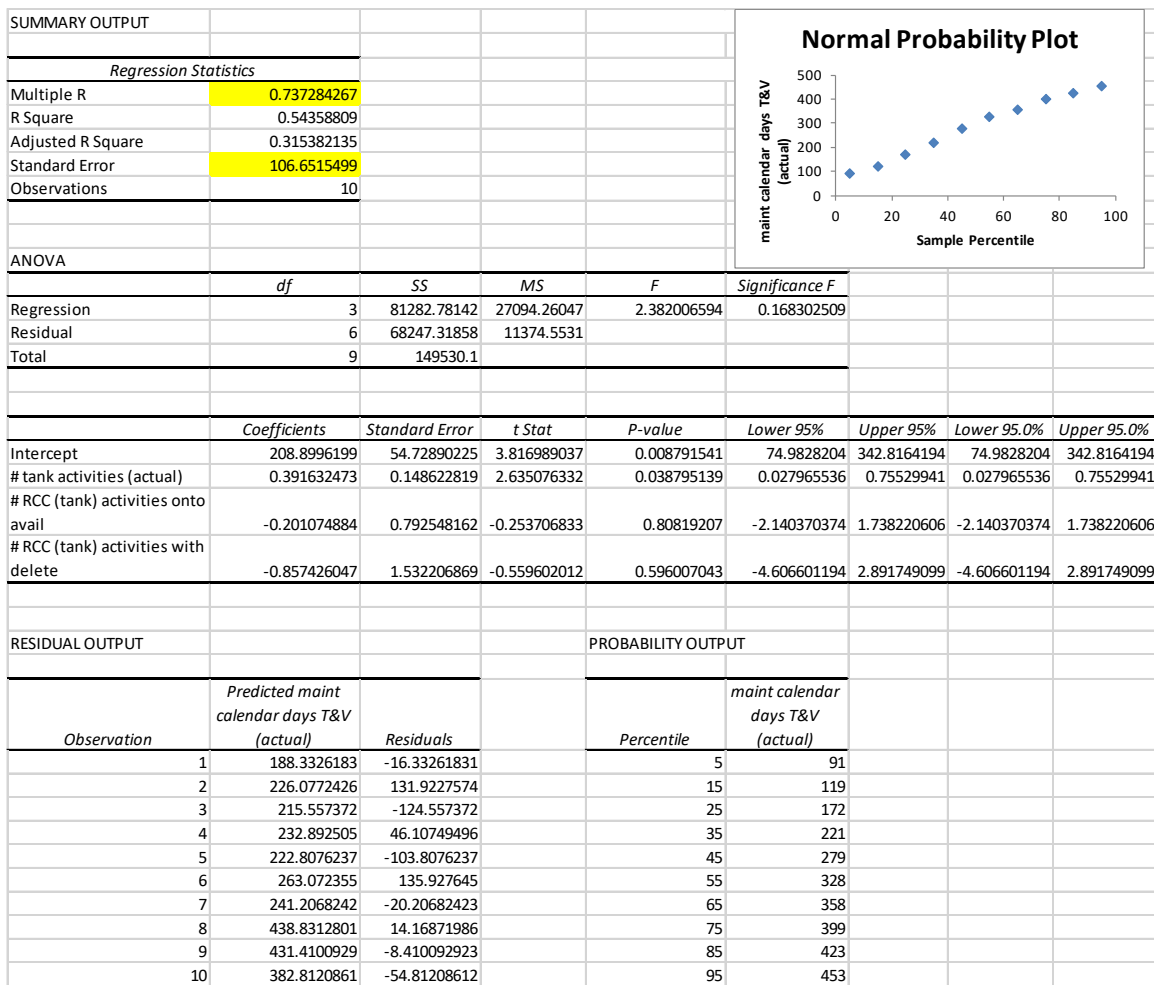 SUMMARY OUTPUT
Regression Statistics
Multiple R 0.737284267
R Square 0.54358809
Adjusted R Square 0.315382135
Standard Error 106.6515499
Observations 10
Normal Probability Plot
maint calendar days T&V
(actual)
500
400
300
200
100
0
0 20 40 60 80 100
Sample Percentile
ANOVA
df SS MS F Significance F
Regression 3 81282.78142 27094.26047 2.382006594 0.168302509
Residual 6 68247.31858 11374.5531
Total 9 149530.1
Coefficients Standard Error t Stat P-value Lower 95% Upper 95% Lower 95.0% Upper 95.0%
Intercept 208.8996199 54.72890225 3.816989037 0.008791541 74.9828204 342.8164194 74.9828204 342.8164194
# tank activities (actual) 0.391632473 0.148622819 2.635076332 0.038795139 0.027965536 0.75529941 0.027965536 0.75529941
# RCC (tank) activities onto
avail -0.201074884 0.792548162 -0.253706833 0.80819207 -2.140370374 1.738220606 -2.140370374 1.738220606
# RCC (tank) activities with
delete -0.857426047 1.532206869 -0.559602012 0.596007043 -4.606601194 2.891749099 -4.606601194 2.891749099
RESIDUAL OUTPUT PROBABILITY OUTPUT
Predicted maint maint calendar
calendar days T&V days T&V
Observation (actual) Residuals Percentile (actual)
1 188.3326183 -16.33261831 5 91
2 226.0772426 131.9227574 15 119
3 215.557372 -124.557372 25 172
4 232.892505 46.10749496 35 221
5 222.8076237 -103.8076237 45 279
6 263.072355 135.927645 55 328
7 241.2068242 -20.20682423 65 358
8 438.8312801 14.16871986 75 399
9 431.4100929 -8.410092923 85 423
10 382.8120861 -54.81208612 95 453